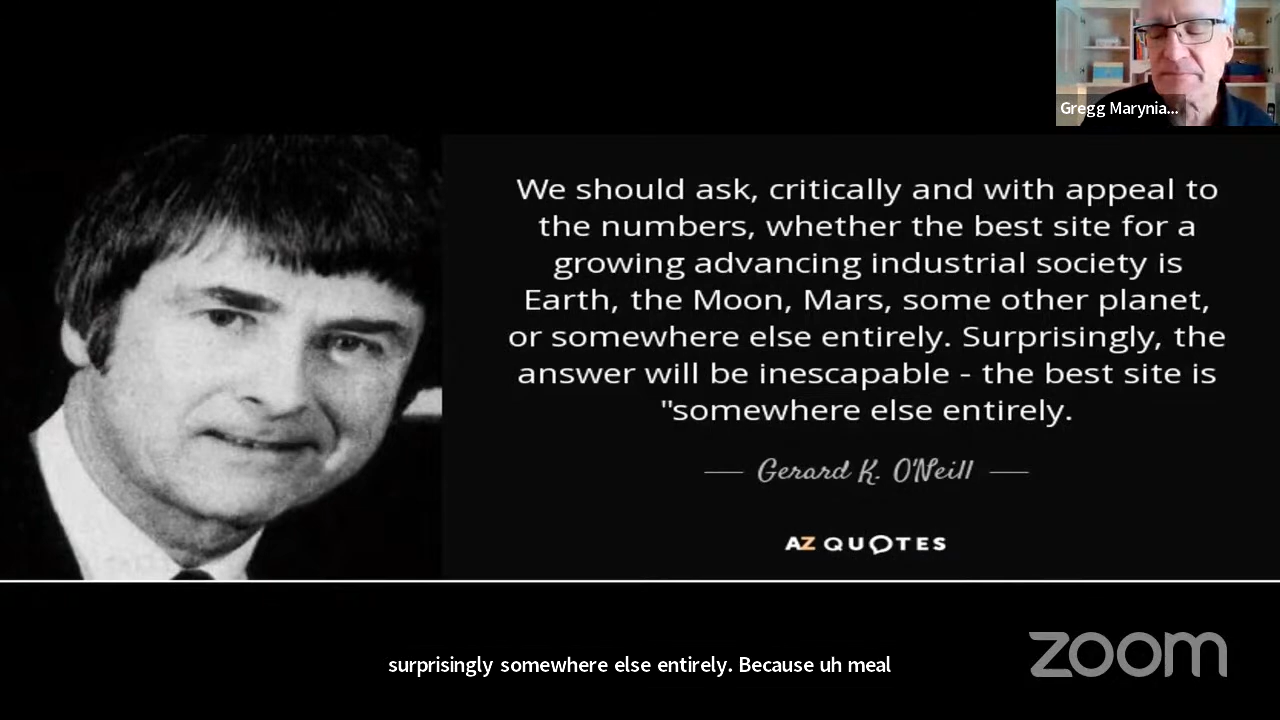 Gregg Marynia...
We should ask, critically and with appeal to
the numbers, whether the best site for a
growing advancing industrial society is
Earth, the Moon, Mars, some other planet,
or somewhere else entirely. Surprisingly, the
answer will be inescapable - the best site is
"somewhere else entirely.
Gerard K. O'Neill
AZ QUOTES
surprisingly somewhere else entirely. Because uh meal
zoom